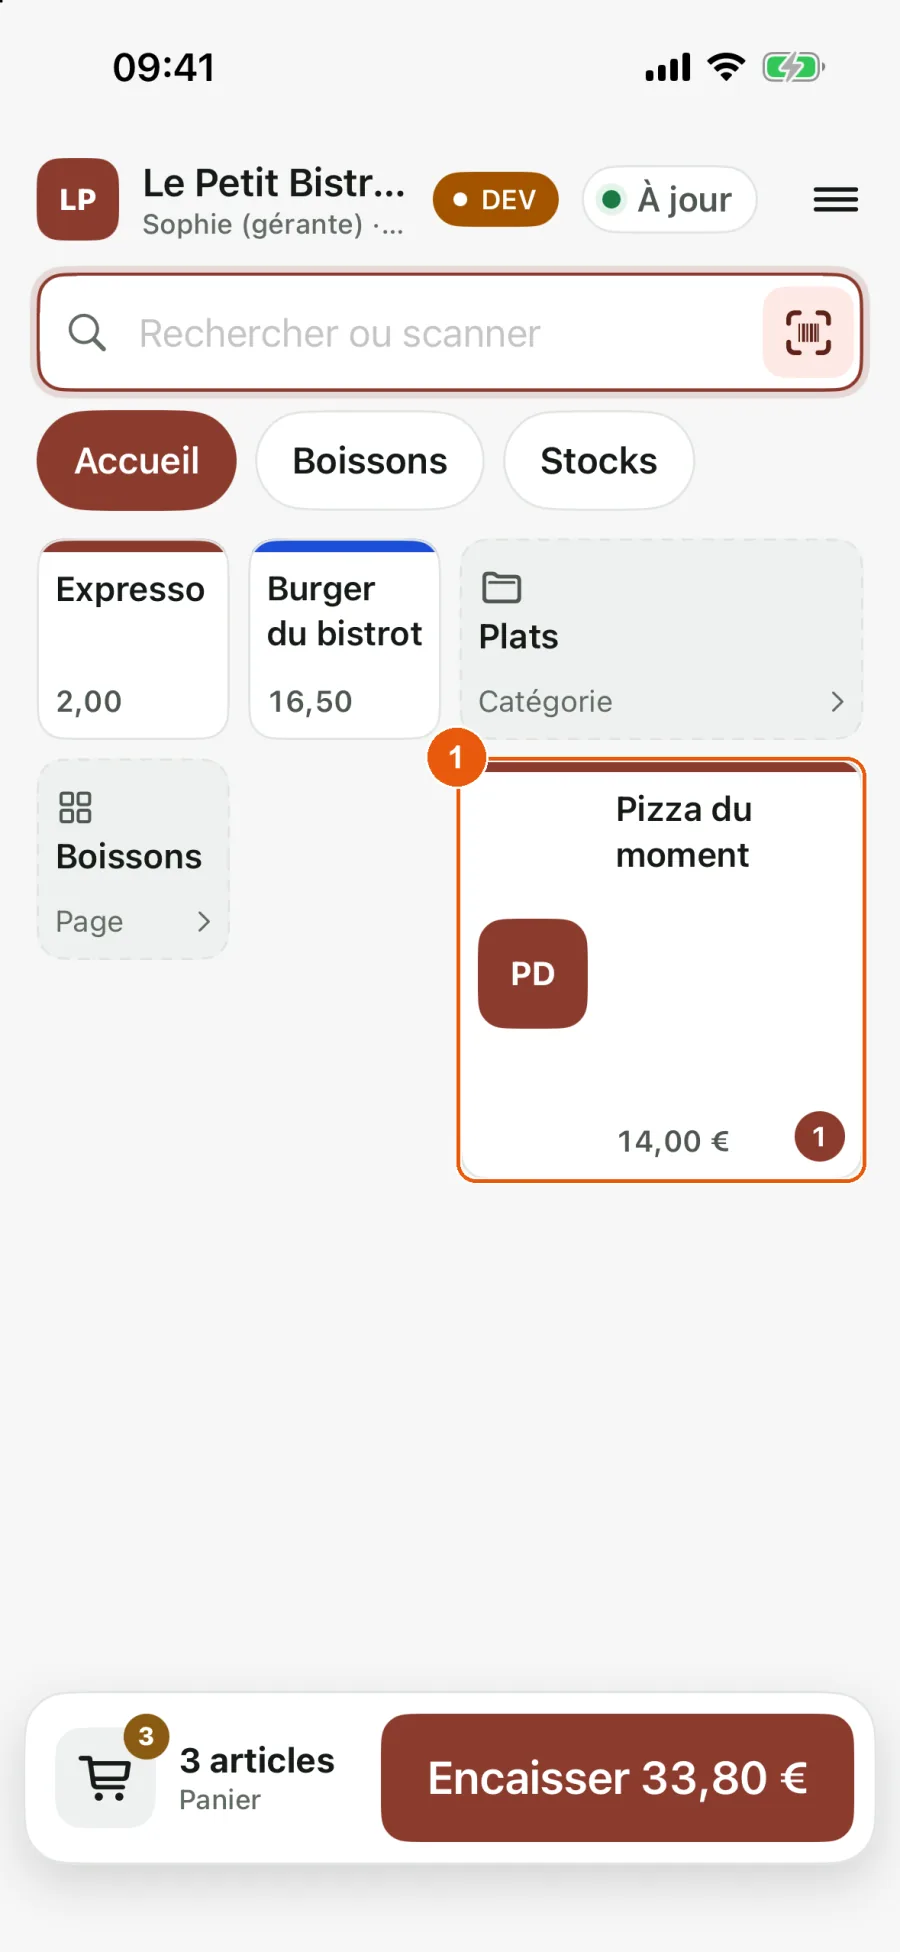 09:41
LP
Le Petit Bistr...
Sophie (gérante) ·...
DEV
À jour
Rechercher ou scanner
Accueil
Boissons
Stocks
Expresso
2,00
Burger
du bistrot
16,50
Plats
Catégorie
Boissons
Page
1
Pizza du
moment
PD
14,00 €
1
3
3 articles
Panier
Encaisser 33,80 €